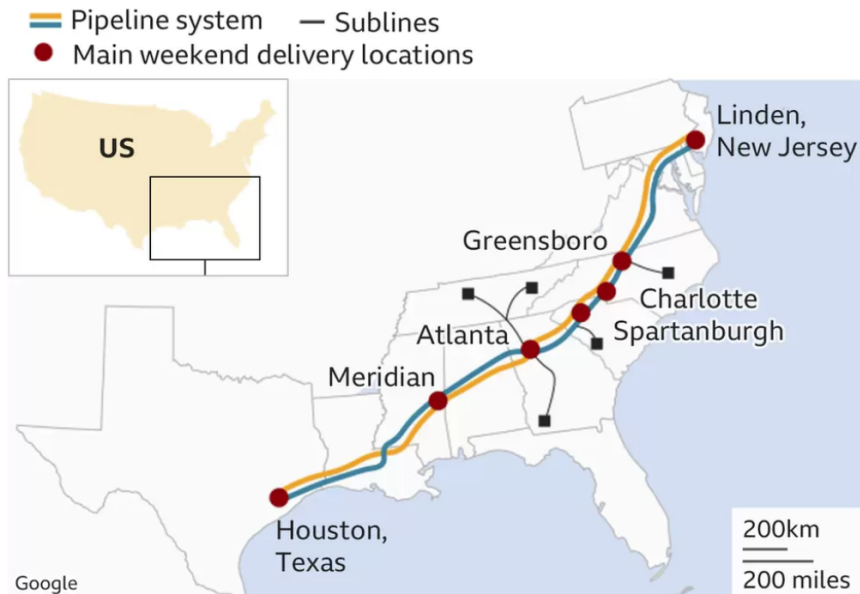 Pipeline system
Sublines
Main weekend delivery locations
US
Linden,
New Jersey
Greensboro
Charlotte
Spartanburgh
Atlanta
Meridian
Houston,
Texas
200km
200 miles
Google